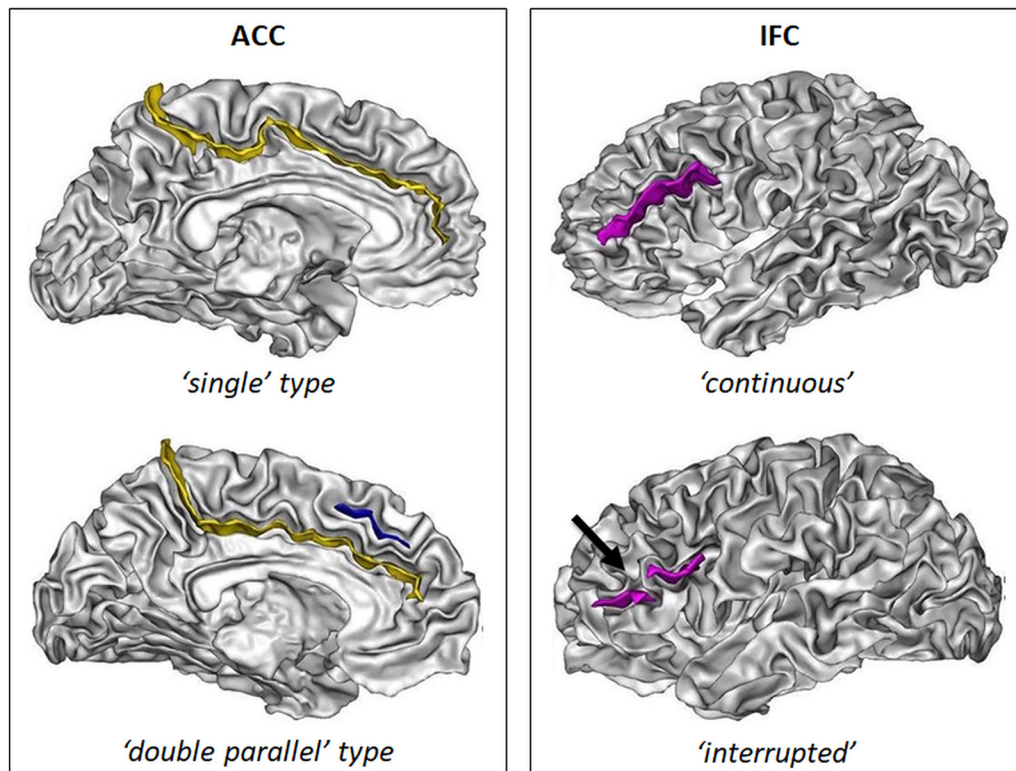 ACC
‘single’ type
‘double parallel’ type
IFC
‘continuous’
‘interrupted’